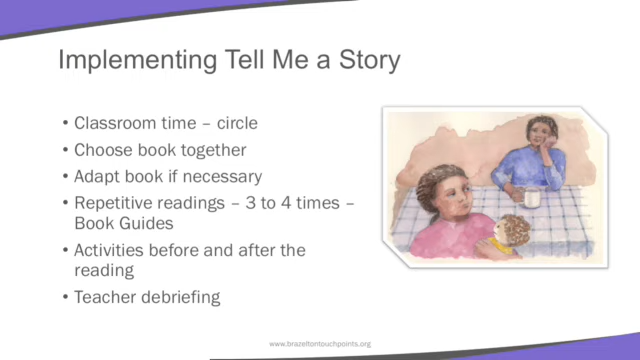 Implementing Tell Me a Story
• Classroom time – circle
• Choose book together
• Adapt book if necessary
• Repetitive readings – 3 to 4 times –
Book Guides
• Activities before and after the
reading
• Teacher debriefing
www.brazeltontouchpoints.org